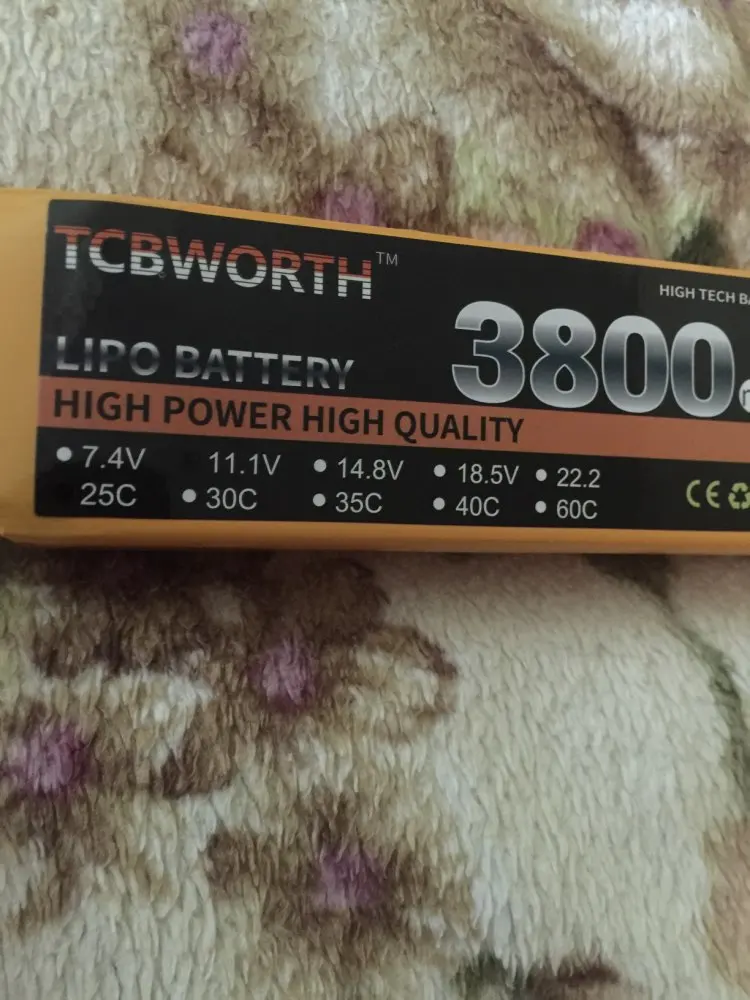 TCBWORTH™
HIGH TECH
3800
LIPO BATTERY
HIGH POWER HIGH QUALITY
• 7.4V 11.1V • 14.8V • 18.5V • 22.2
25C • 30C • 35C • 40C • 60C
CE